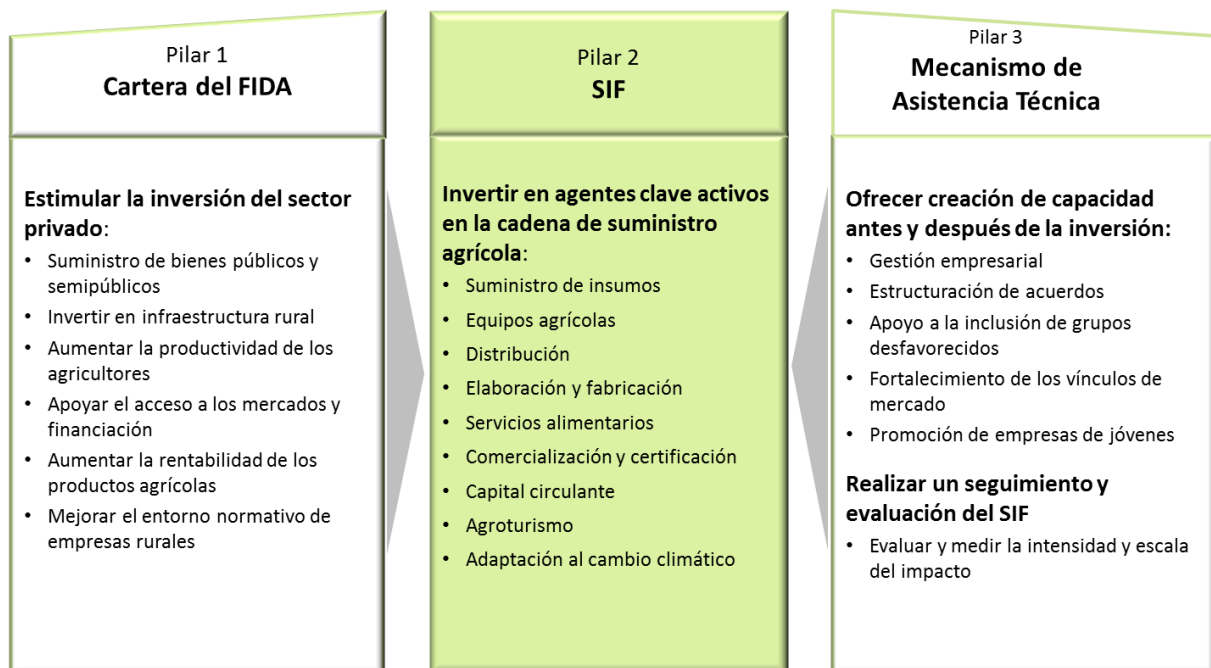 Pilar 1
Cartera del FIDA
Estimular la inversión del sector
privado:
• Suministro de bienes públicos y
semipúblicos
• Invertir en infraestructura rural
• Aumentar la productividad de los
agricultores
• Apoyar el acceso a los mercados y
financiación
• Aumentar la rentabilidad de los
productos agrícolas
• Mejorar el entorno normativo de
empresas rurales
Pilar 2
SIF
Invertir en agentes clave activos
en la cadena de suministro
agrícola:
• Suministro de insumos
• Equipos agrícolas
• Distribución
• Elaboración y fabricación
• Servicios alimentarios
• Comercialización y certificación
• Capital circulante
• Agroturismo
• Adaptación al cambio climático
Pilar 3
Mecanismo de
Asistencia Técnica
Ofrecer creación de capacidad
antes y después de la inversión:
• Gestión empresarial
• Estructuración de acuerdos
• Apoyo a la inclusión de grupos
desfavorecidos
• Fortalecimiento de los vínculos de
mercado
• Promoción de empresas de jóvenes
Realizar un seguimiento y
evaluación del SIF
• Evaluar y medir la intensidad y escala
del impacto